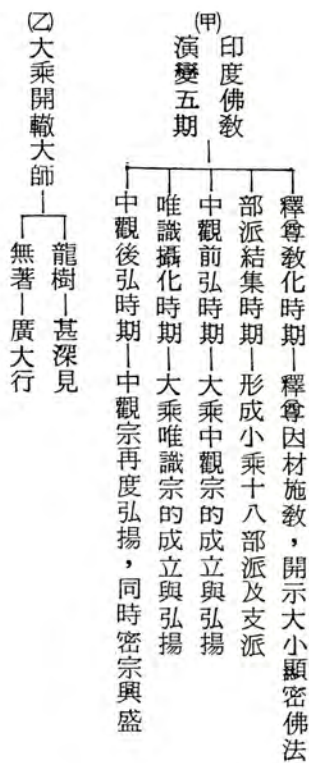 ㈙印度佛教
演變五期
釋尊教化時期—釋尊因材施教,開示大小顯密佛法
部派結集時期—形成小乘十八部派及支派
中觀前弘時期—大乘中觀宗的成立與弘揚
唯識攝化時期—大乘唯識宗的成立與弘揚
中觀後弘時期—中觀宗再度弘揚,同時密宗興盛
㈚大乘開轍大師
龍樹—甚深見
無著—廣大行